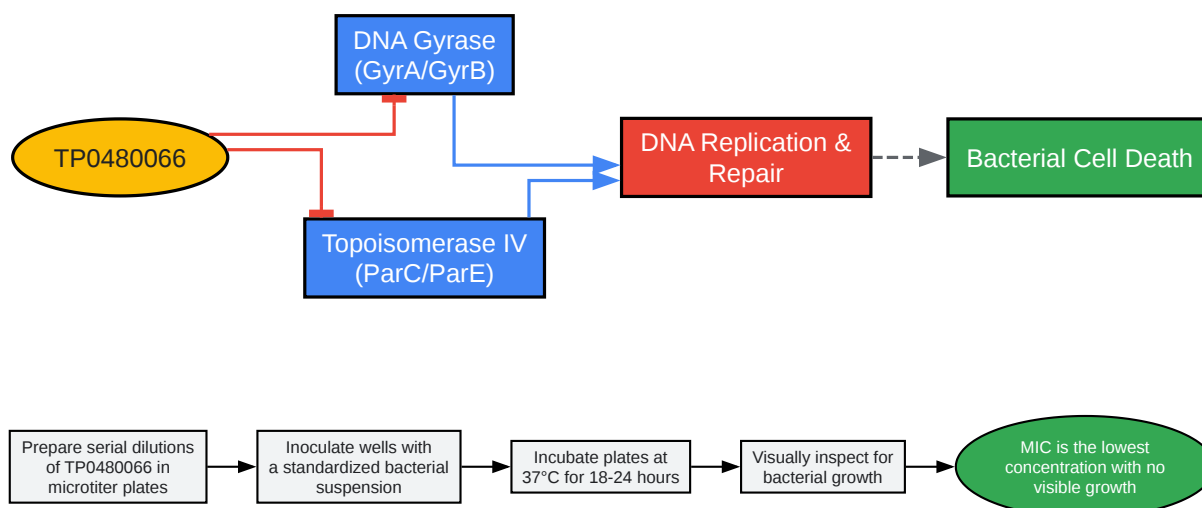 DNA Gyrase
(GyrA/GyrB)
TP0480066
DNA Replication &
Repair
Bacterial Cell Death
Topoisomerase IV
(ParC/ParE)
Prepare serial dilutions
of TP0480066 in
microtiter plates
Inoculate wells with
a standardized bacterial
suspension
Incubate plates at
37°C for 18-24 hours
Visually inspect for
bacterial growth
MIC is the lowest
concentration with no
visible growth